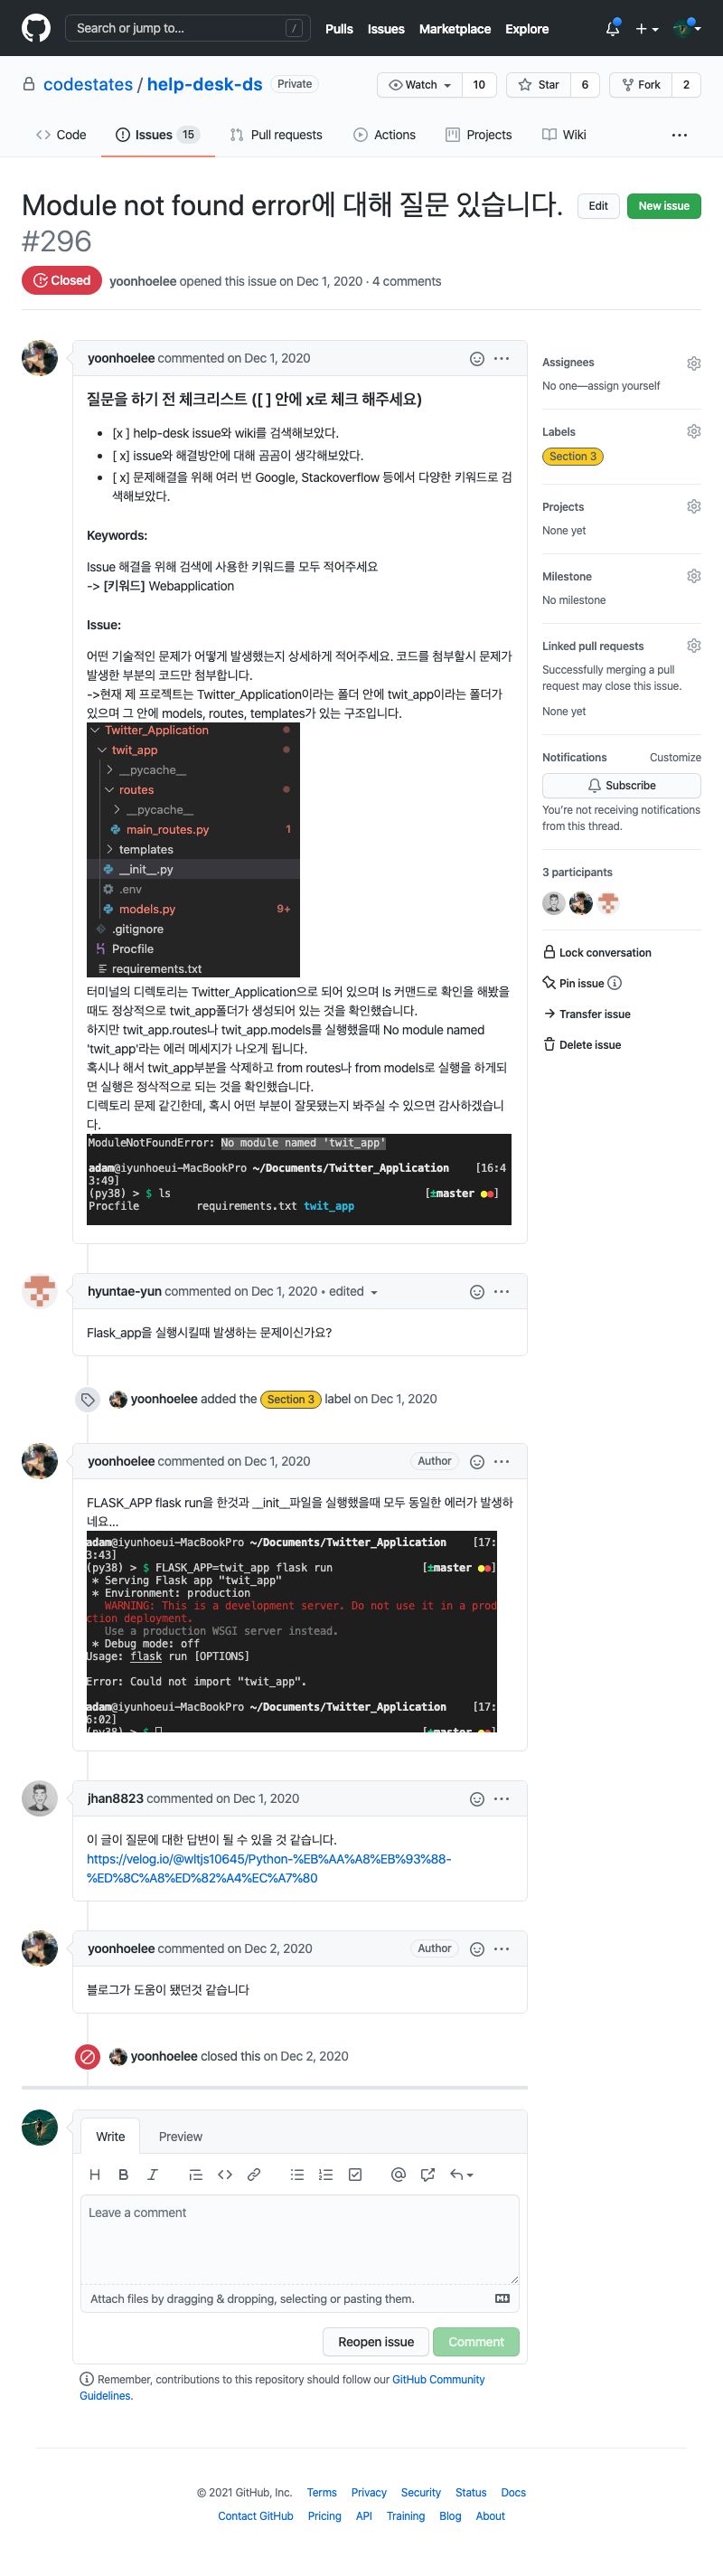 Search or jump to...
/
Pulls Issues Marketplace Explore
codestates / help-desk-ds Private
Watch 10 Star 6 Fork 2
Code Issues 15 Pull requests Actions Projects Wiki
Module not found error에 대해 질문 있습니다.
#296
Edit New issue
Closed yoonhoelee opened this issue on Dec 1, 2020 · 4 comments
yoonhoelee commented on Dec 1, 2020
질문을 하기 전 체크리스트 ([ ] 안에 x로 체크 해주세요)
• [x ] help-desk issue와 wiki를 검색해보았다.
• [ x] issue와 해결방안에 대해 곰곰이 생각해보았다.
• [ x] 문제해결을 위해 여러 번 Google, Stackoverflow 등에서 다양한 키워드로 검
색해보았다.
Keywords:
Issue 해결을 위해 검색에 사용한 키워드를 모두 적어주세요
-> [키워드] Webapplication
Issue:
어떤 기술적인 문제가 어떻게 발생했는지 상세하게 적어주세요. 코드를 첨부할시 문제가
발생한 부분의 코드만 첨부합니다.
->현재 제 프로젝트는 Twitter_Application이라는 폴더 안에 twit_app이라는 폴더가
있으며 그 안에 models, routes, templates가 있는 구조입니다.
Twitter_Application
twit_app
__pycache__
routes
__pycache__
main_routes.py 1
templates
__init__.py
.env
models.py 9+
.gitignore
Procfile
requirements.txt
터미널의 디렉토리는 Twitter_Application으로 되어 있으며 ls 커맨드로 확인을 해봤을
때도 정상적으로 twit_app폴더가 생성되어 있는 것을 확인했습니다.
하지만 twit_app.routes나 twit_app.models를 실행했을때 No module named
'twit_app'라는 에러 메세지가 나오게 됩니다.
혹시나 해서 twit_app부분을 삭제하고 from routes나 from models로 실행을 하게되
면 실행은 정삭적으로 되는 것을 확인했습니다.
디렉토리 문제 같긴한데, 혹시 어떤 부분이 잘못됐는지 봐주실 수 있으면 감사하겠습니
다.
ModuleNotFoundError: No module named 'twit_app'
adam@iyunhoeui-MacBookPro ~/Documents/Twitter_Application [16:4
3:49]
(py38) > $ ls [±master ●●]
Procfile requirements.txt twit_app
Assignees
No one—assign yourself
Labels
Section 3
Projects
None yet
Milestone
No milestone
Linked pull requests
Successfully merging a pull
request may close this issue.
None yet
Notifications Customize
Subscribe
You're not receiving notifications
from this thread.
3 participants
Lock conversation
Pin issue
Transfer issue
Delete issue
hyuntae-yun commented on Dec 1, 2020 • edited
Flask_app을 실행시킬때 발생하는 문제이신가요?
yoonhoelee added the Section 3 label on Dec 1, 2020
yoonhoelee commented on Dec 1, 2020 Author
FLASK_APP flask run을 한것과 __init__파일을 실행했을때 모두 동일한 에러가 발생하
네요...
adam@iyunhoeui-MacBookPro ~/Documents/Twitter_Application [17:
3:43]
(py38) > $ FLASK_APP=twit_app flask run [±master ●●]
* Serving Flask app "twit_app"
* Environment: production
WARNING: This is a development server. Do not use it in a prod
ction deployment.
Use a production WSGI server instead.
* Debug mode: off
Usage: flask run [OPTIONS]
Error: Could not import "twit_app".
adam@iyunhoeui-MacBookPro ~/Documents/Twitter_Application [17:
6:02]
(py38) > $ [±master ●●]
jhan8823 commented on Dec 1, 2020
이 글이 질문에 대한 답변이 될 수 있을 것 같습니다.
https://velog.io/@wltjs10645/Python-%EB%AA%A8%EB%93%88-
%ED%8C%A8%ED%82%A4%EC%A7%80
yoonhoelee commented on Dec 2, 2020 Author
블로그가 도움이 됐던것 같습니다
yoonhoelee closed this on Dec 2, 2020
Write Preview
Leave a comment
Attach files by dragging & dropping, selecting or pasting them.
Reopen issue Comment
Remember, contributions to this repository should follow our GitHub Community
Guidelines.
© 2021 GitHub, Inc. Terms Privacy Security Status Docs
Contact GitHub Pricing API Training Blog About